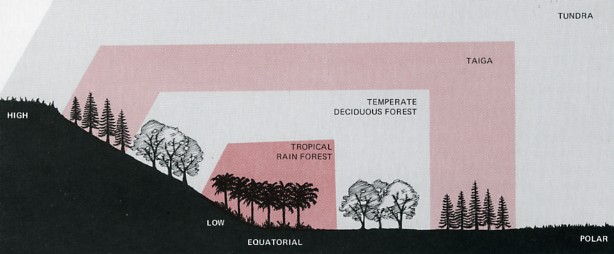 TUNDRA
TAIGA
TEMPERATE
DECIDUOUS FOREST
HIGH
TROPICAL
RAIN FOREST
LOW
EQUATORIAL
POLAR